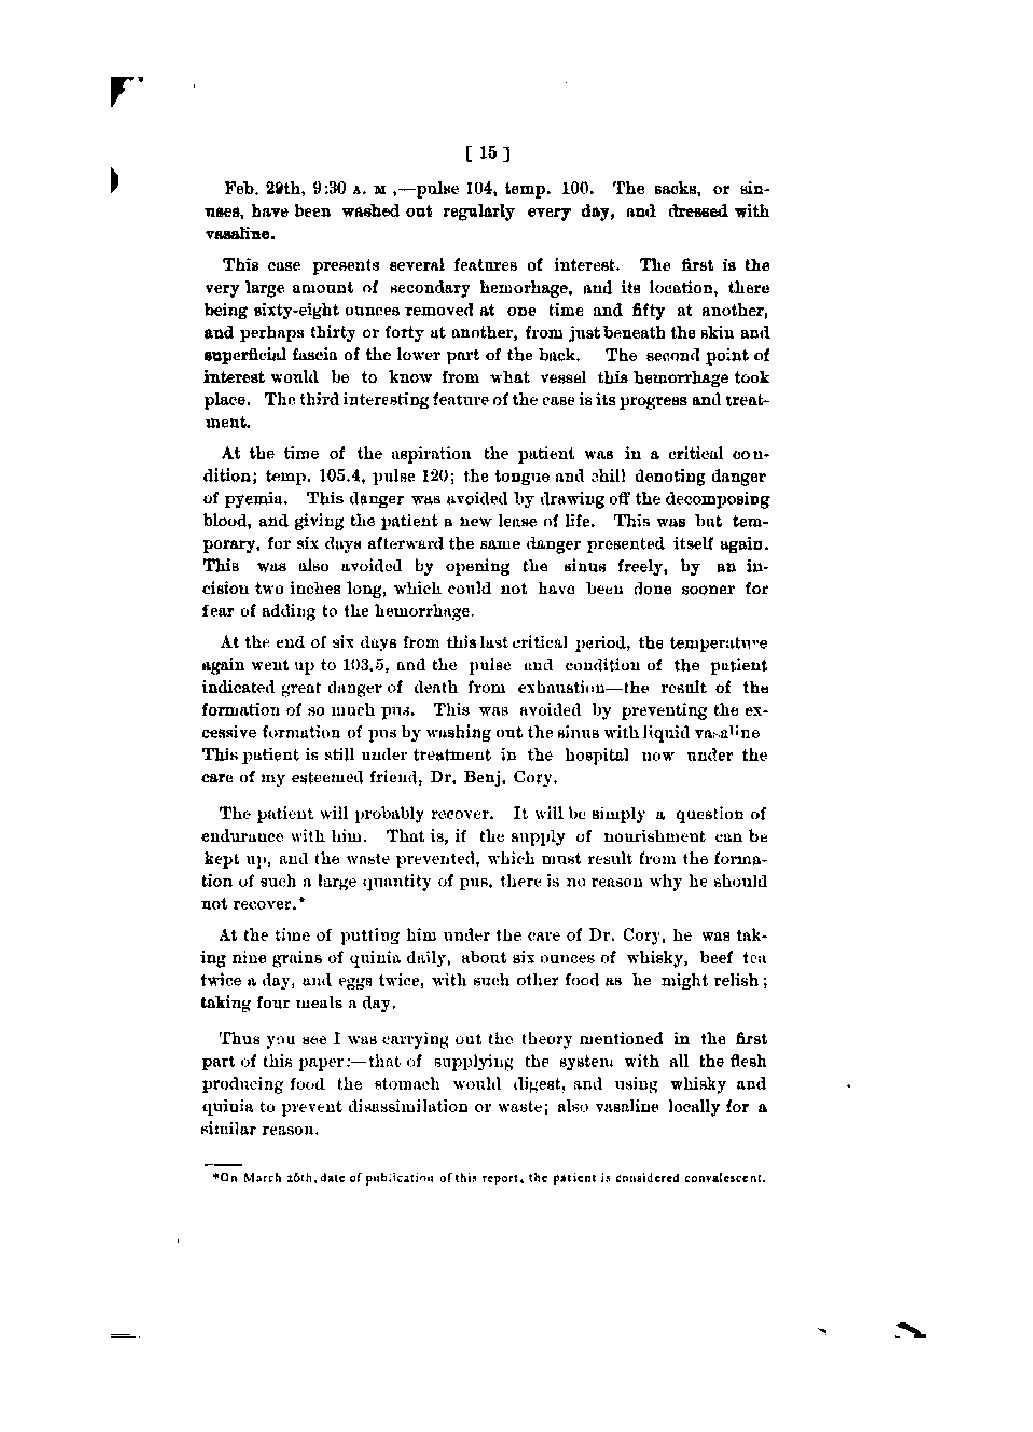 [ 15 ]
Feb. 29th, 9:30 A. M ,—pulse 104, temp. 100. The sacks, or sin-
uses, have been washed out regularly every day, and dressed with
vasaline.
This case presents several features of interest. The first is the
very large amount of secondary hemorhage, and its location, there
being sixty-eight ounces removed at one time and fifty at another,
and perhaps thirty or forty at another, from just beneath the skin and
superficial fascia of the lower part of the back. The second point of
interest would be to know from what vessel this hemorrhage took
place. The third interesting feature of the case is its progress and treat-
ment.
At the time of the aspiration the patient was in a critical con-
dition; temp. 105.4, pulse 120; the tongue and chill denoting danger
of pyemia. This danger was avoided by drawing off the decomposing
blood, and giving the patient a new lease of life. This was but tem-
porary, for six days afterward the same danger presented itself again.
This was also avoided by opening the sinus freely, by an in-
cision two inches long, which could not have been done sooner for
fear of adding to the hemorrhage.
At the end of six days from this last critical period, the temperature
again went up to 103.5, and the pulse and condition of the patient
indicated great danger of death from exhaustion—the result of the
formation of so much pus. This was avoided by preventing the ex-
cessive formation of pus by washing out the sinus with liquid vasaline
This patient is still under treatment in the hospital now under the
care of my esteemed friend, Dr. Benj. Cory.
The patient will probably recover. It will be simply a question of
endurance with him. That is, if the supply of nourishment can be
kept up, and the waste prevented, which must result from the forma-
tion of such a large quantity of pus, there is no reason why he should
not recover.*
At the time of putting him under the care of Dr. Cory, he was tak-
ing nine grains of quinia daily, about six ounces of whisky, beef tea
twice a day, and eggs twice, with such other food as he might relish;
taking four meals a day.
Thus you see I was carrying out the theory mentioned in the first
part of this paper:—that of supplying the system with all the flesh
producing food the stomach would digest, and using whisky and
quinia to prevent disassimilation or waste; also vasaline locally for a
similar reason.
*On March 26th, date of publication of this report, the patient is considered convalescent.